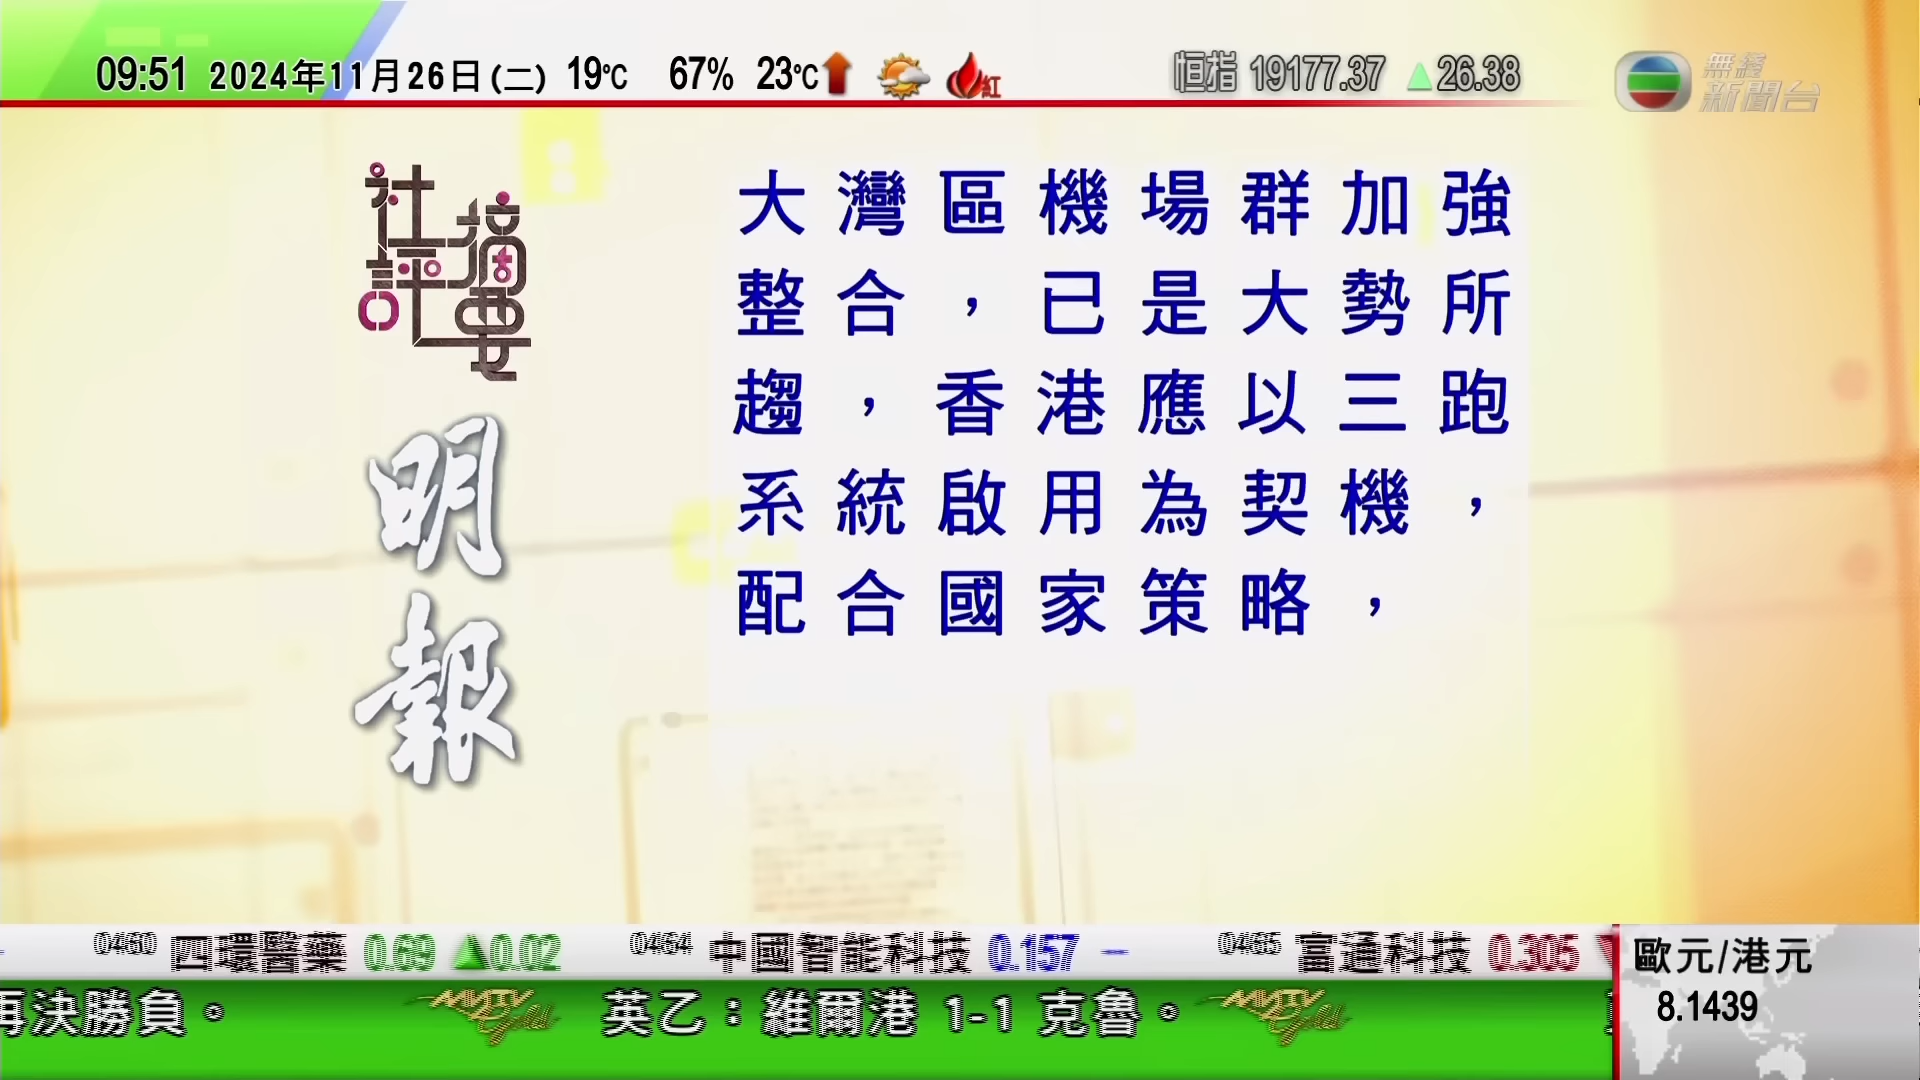 09:51 2024年11月26日(二) 19℃ 67% 23℃ 紅 恒指 19177.37 ▲26.38
無綫
新聞台
社評摘要
明報
大灣區機場群加強
整合，已是大勢所
趨，香港應以三跑
系統啟用為契機，
配合國家策略，
0460 四環醫藥 0.69 ▲0.02 0464 中國智能科技 0.157 – 0465 富通科技 0.305 ▼
再決勝負。 MyTV Gold 英乙：維爾港 1-1 克魯。 MyTV Gold
歐元/港元
8.1439